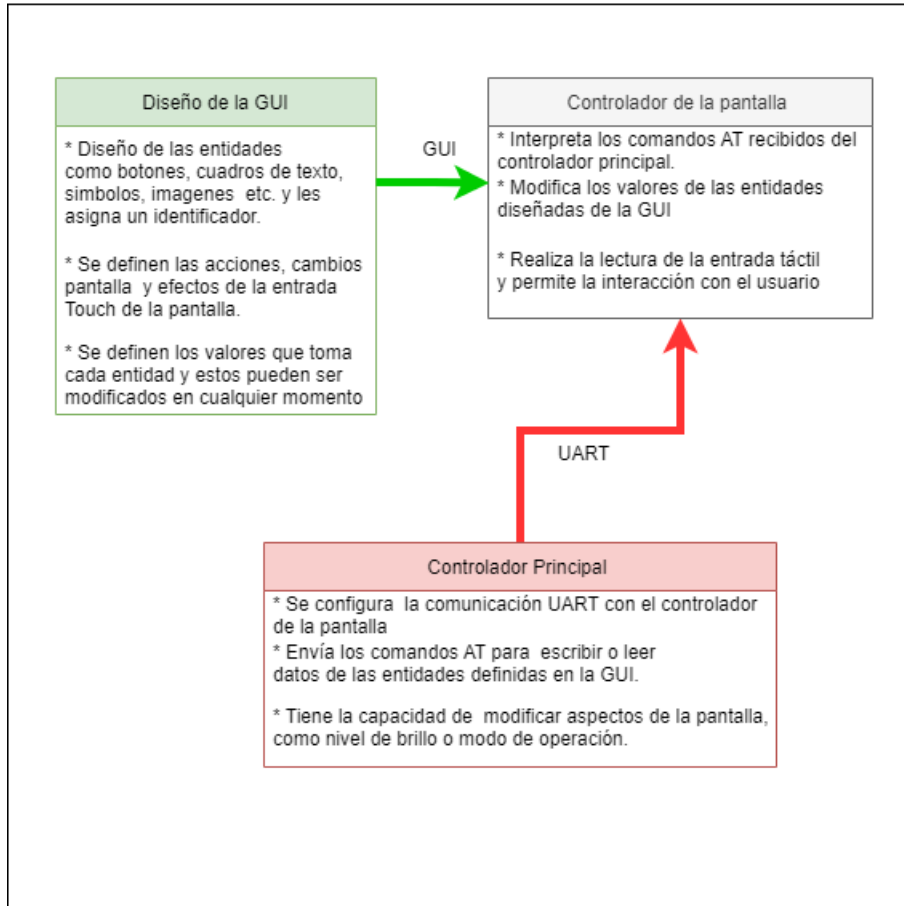 Diseño de la GUI
* Diseño de las entidades
como botones, cuadros de texto,
simbolos, imagenes etc. y les
asigna un identificador.
* Se definen las acciones, cambios
pantalla y efectos de la entrada
Touch de la pantalla.
* Se definen los valores que toma
cada entidad y estos pueden ser
modificados en cualquier momento
GUI
Controlador de la pantalla
* Interpreta los comandos AT recibidos del
controlador principal.
* Modifica los valores de las entidades
diseñadas de la GUI
* Realiza la lectura de la entrada táctil
y permite la interacción con el usuario
UART
Controlador Principal
* Se configura la comunicación UART con el controlador
de la pantalla
* Envía los comandos AT para escribir o leer
datos de las entidades definidas en la GUI.
* Tiene la capacidad de modificar aspectos de la pantalla,
como nivel de brillo o modo de operación.